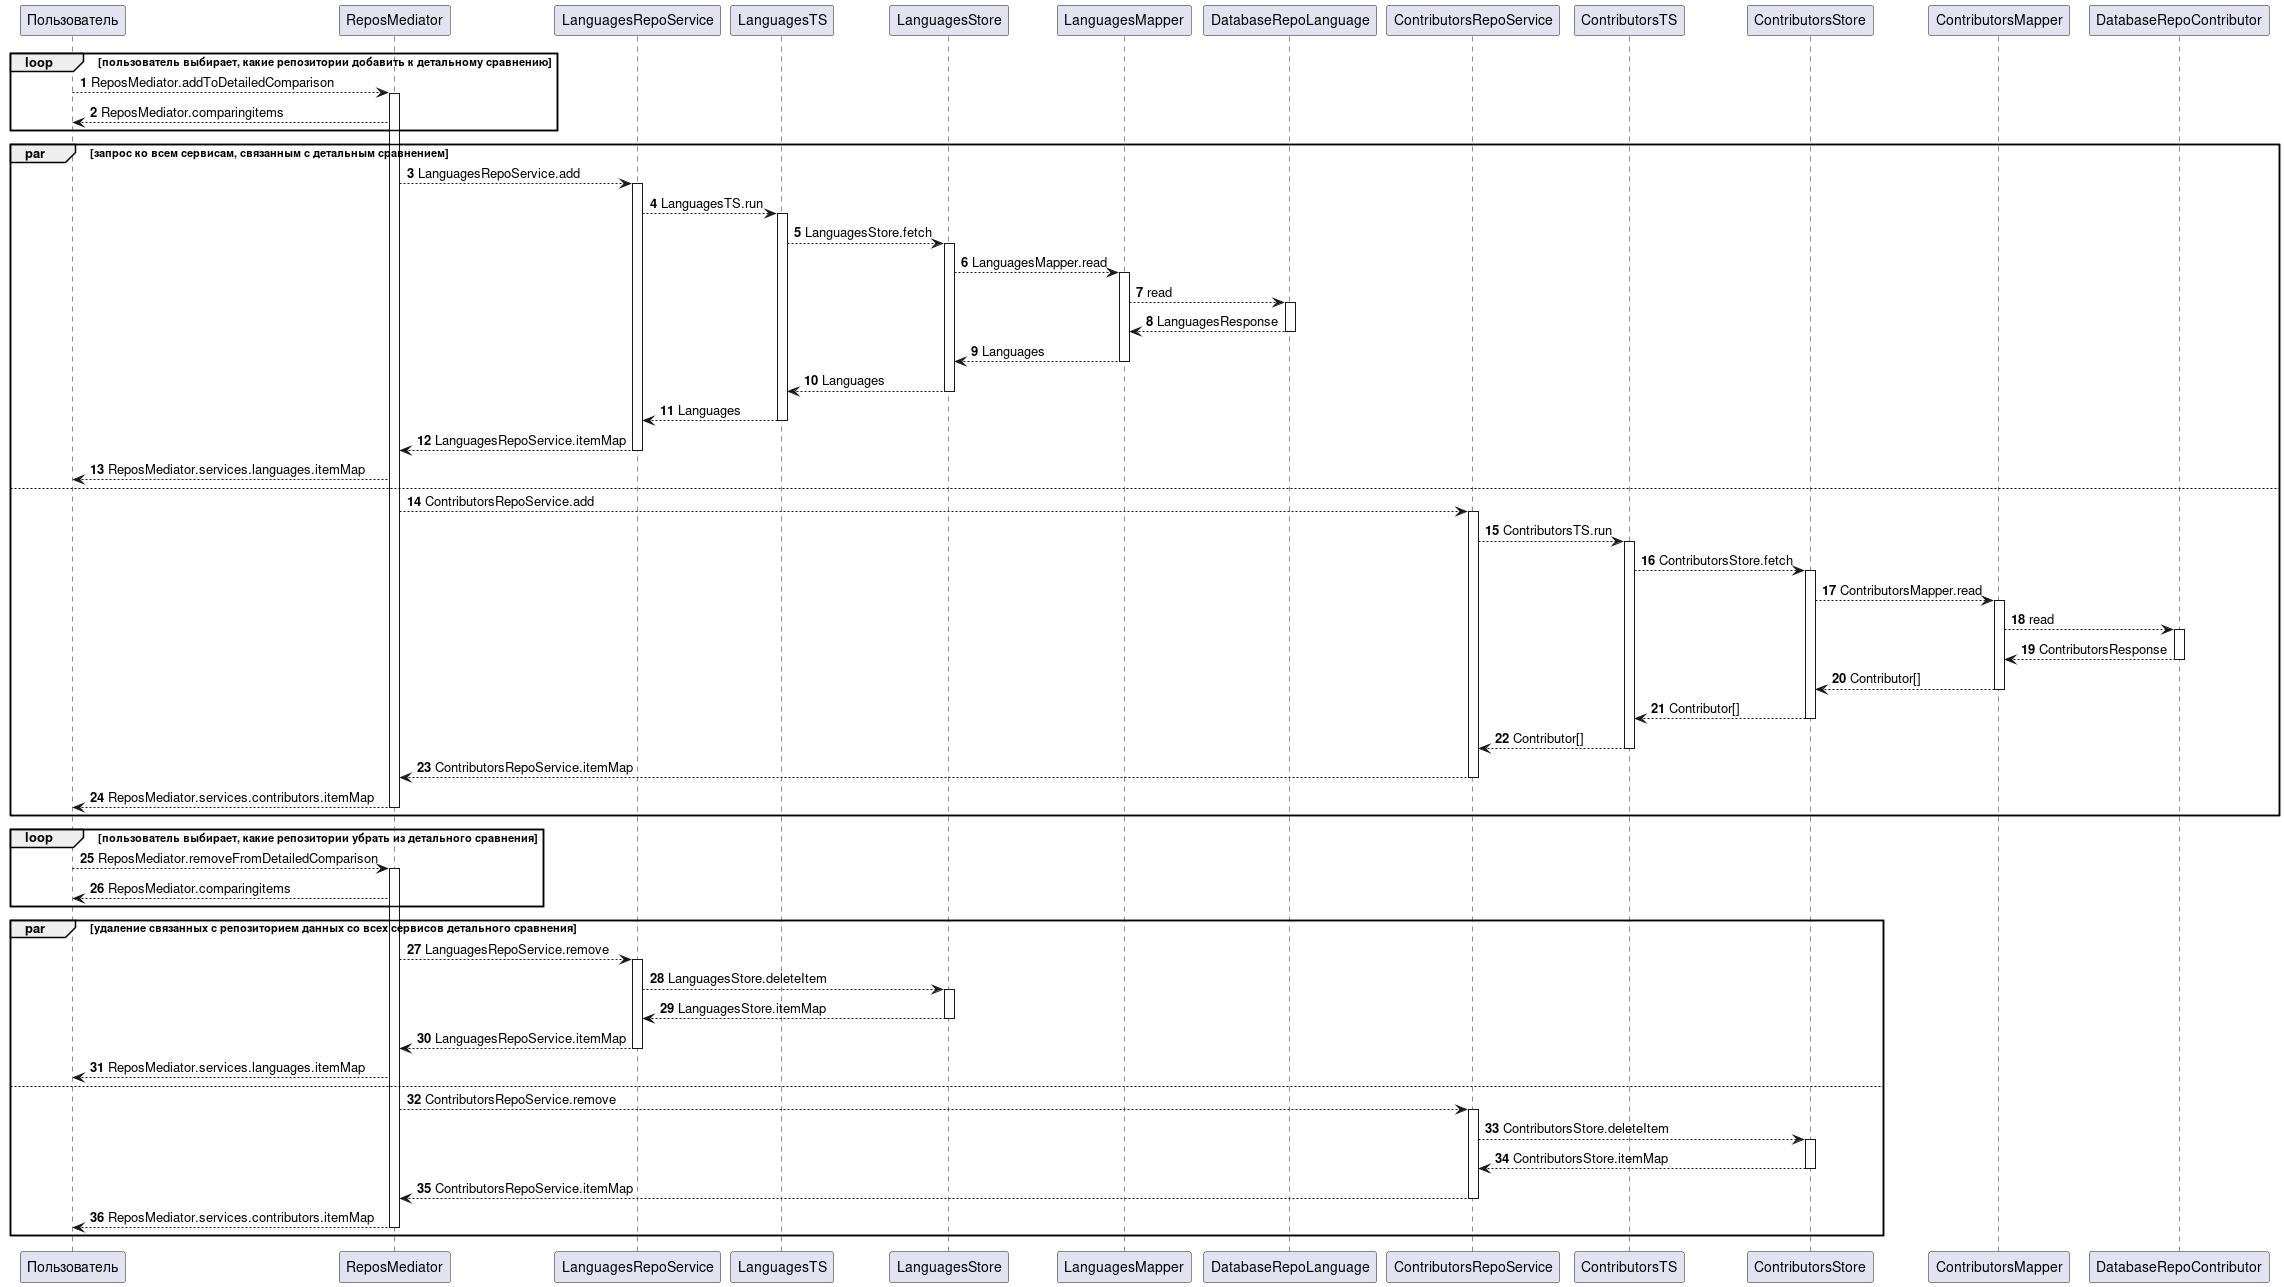 Пользователь ReposMediator LanguagesRepoService LanguagesTS LanguagesStore LanguagesMapper DatabaseRepoLanguage ContributorsRepoService ContributorsTS ContributorsStore ContributorsMapper DatabaseRepoContributor
loop [пользователь выбирает, какие репозитории добавить к детальному сравнению]
1 ReposMediator.addToDetailedComparison
2 ReposMediator.comparingitems
par [запрос ко всем сервисам, связанным с детальным сравнением]
3 LanguagesRepoService.add
4 LanguagesTS.run
5 LanguagesStore.fetch
6 LanguagesMapper.read
7 read
8 LanguagesResponse
9 Languages
10 Languages
11 Languages
12 LanguagesRepoService.itemMap
13 ReposMediator.services.languages.itemMap
14 ContributorsRepoService.add
15 ContributorsTS.run
16 ContributorsStore.fetch
17 ContributorsMapper.read
18 read
19 ContributorsResponse
20 Contributor[]
21 Contributor[]
22 Contributor[]
23 ContributorsRepoService.itemMap
24 ReposMediator.services.contributors.itemMap
loop [пользователь выбирает, какие репозитории убрать из детального сравнения]
25 ReposMediator.removeFromDetailedComparison
26 ReposMediator.comparingitems
par [удаление связанных с репозиторием данных со всех сервисов детального сравнения]
27 LanguagesRepoService.remove
28 LanguagesStore.deleteItem
29 LanguagesStore.itemMap
30 LanguagesRepoService.itemMap
31 ReposMediator.services.languages.itemMap
32 ContributorsRepoService.remove
33 ContributorsStore.deleteItem
34 ContributorsStore.itemMap
35 ContributorsRepoService.itemMap
36 ReposMediator.services.contributors.itemMap
Пользователь ReposMediator LanguagesRepoService LanguagesTS LanguagesStore LanguagesMapper DatabaseRepoLanguage ContributorsRepoService ContributorsTS ContributorsStore ContributorsMapper DatabaseRepoContributor